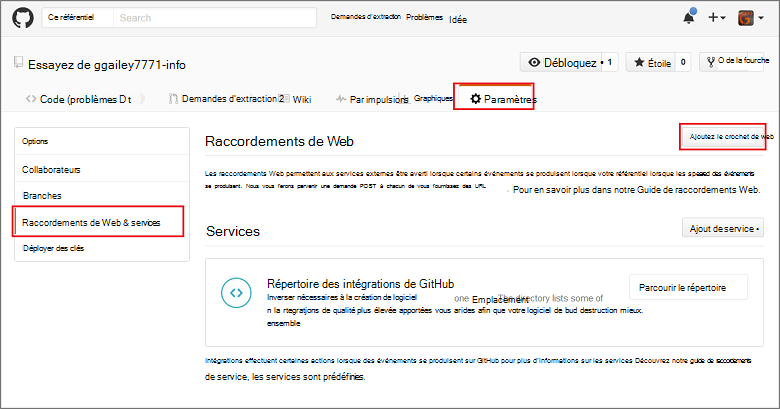 Ce référentiel Search Demandes d'extraction Problèmes Idée
Essayez de ggailey7771-info
Débloquez • 1 Étoile 0 O de la fourche
Code (problèmes D t Demandes d'extraction 2 Wiki Par impulsions Graphiques Paramètres
Options
Collaborateurs
Branches
Raccordements de Web & services
Déployer des clés
Raccordements de Web
Ajoutez le crochet de web
Les raccordements Web permettent aux services externes être averti lorsque certains événements se produisent lorsque votre référentiel lorsque les des événements
se produisent. Nous vous ferons parvenir une demande POST à chacun de vous fournissez des URL
Pour en savoir plus dans notre Guide de raccordements Web.
Services
Ajout de service
Répertoire des intégrations de GitHub
Inverser nécessaires à la création de logiciel one Emplacement The directory lists some of
n la rtegrations de qualité plus élevée apportées vous arides afin que votre logiciel de bud destruction mieux.
ensemble
Parcourir le répertoire
Intégrations effectuent certaines actions lorsque des événements se produisent sur GitHub pour plus d'informations sur les services Découvrez notre guide de raccordements
de service, les services sont prédéfinies.